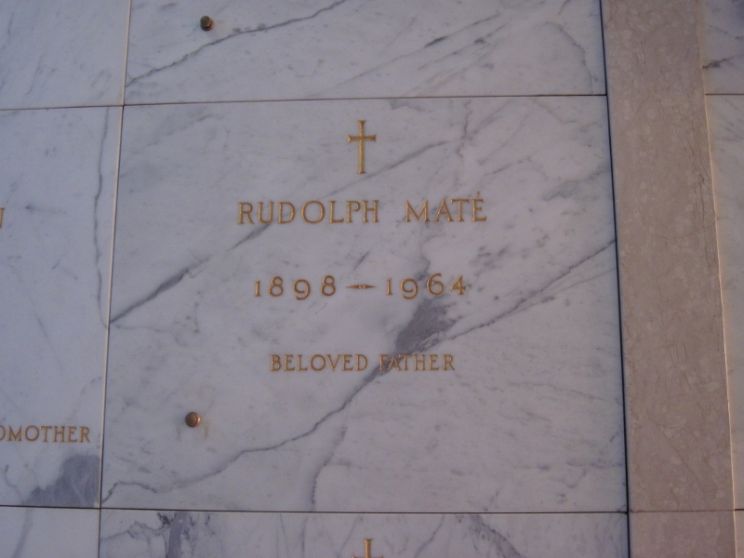 RUDOLPH MATÉ
1898–1964
BELOVED FATHER